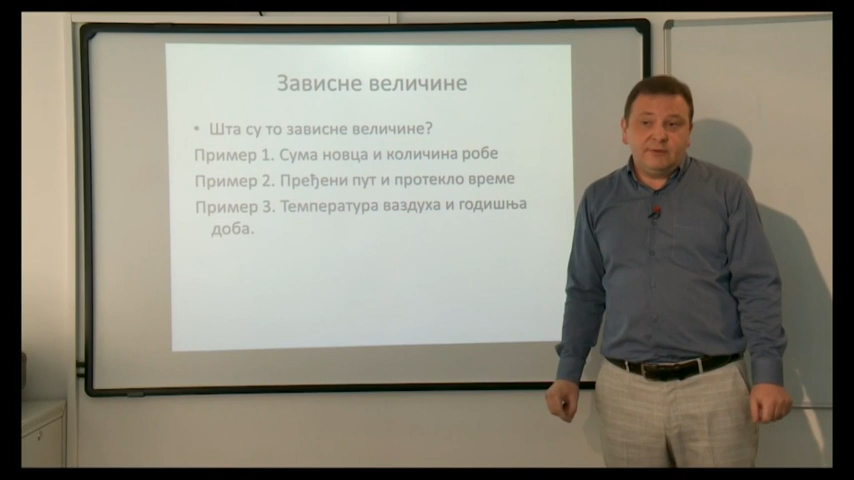 Зависне величине
• Шта су то зависне величине?
Пример 1. Сума новца и количина робе
Пример 2. Пређени пут и протекло време
Пример 3. Температура ваздуха и годишња
доба.